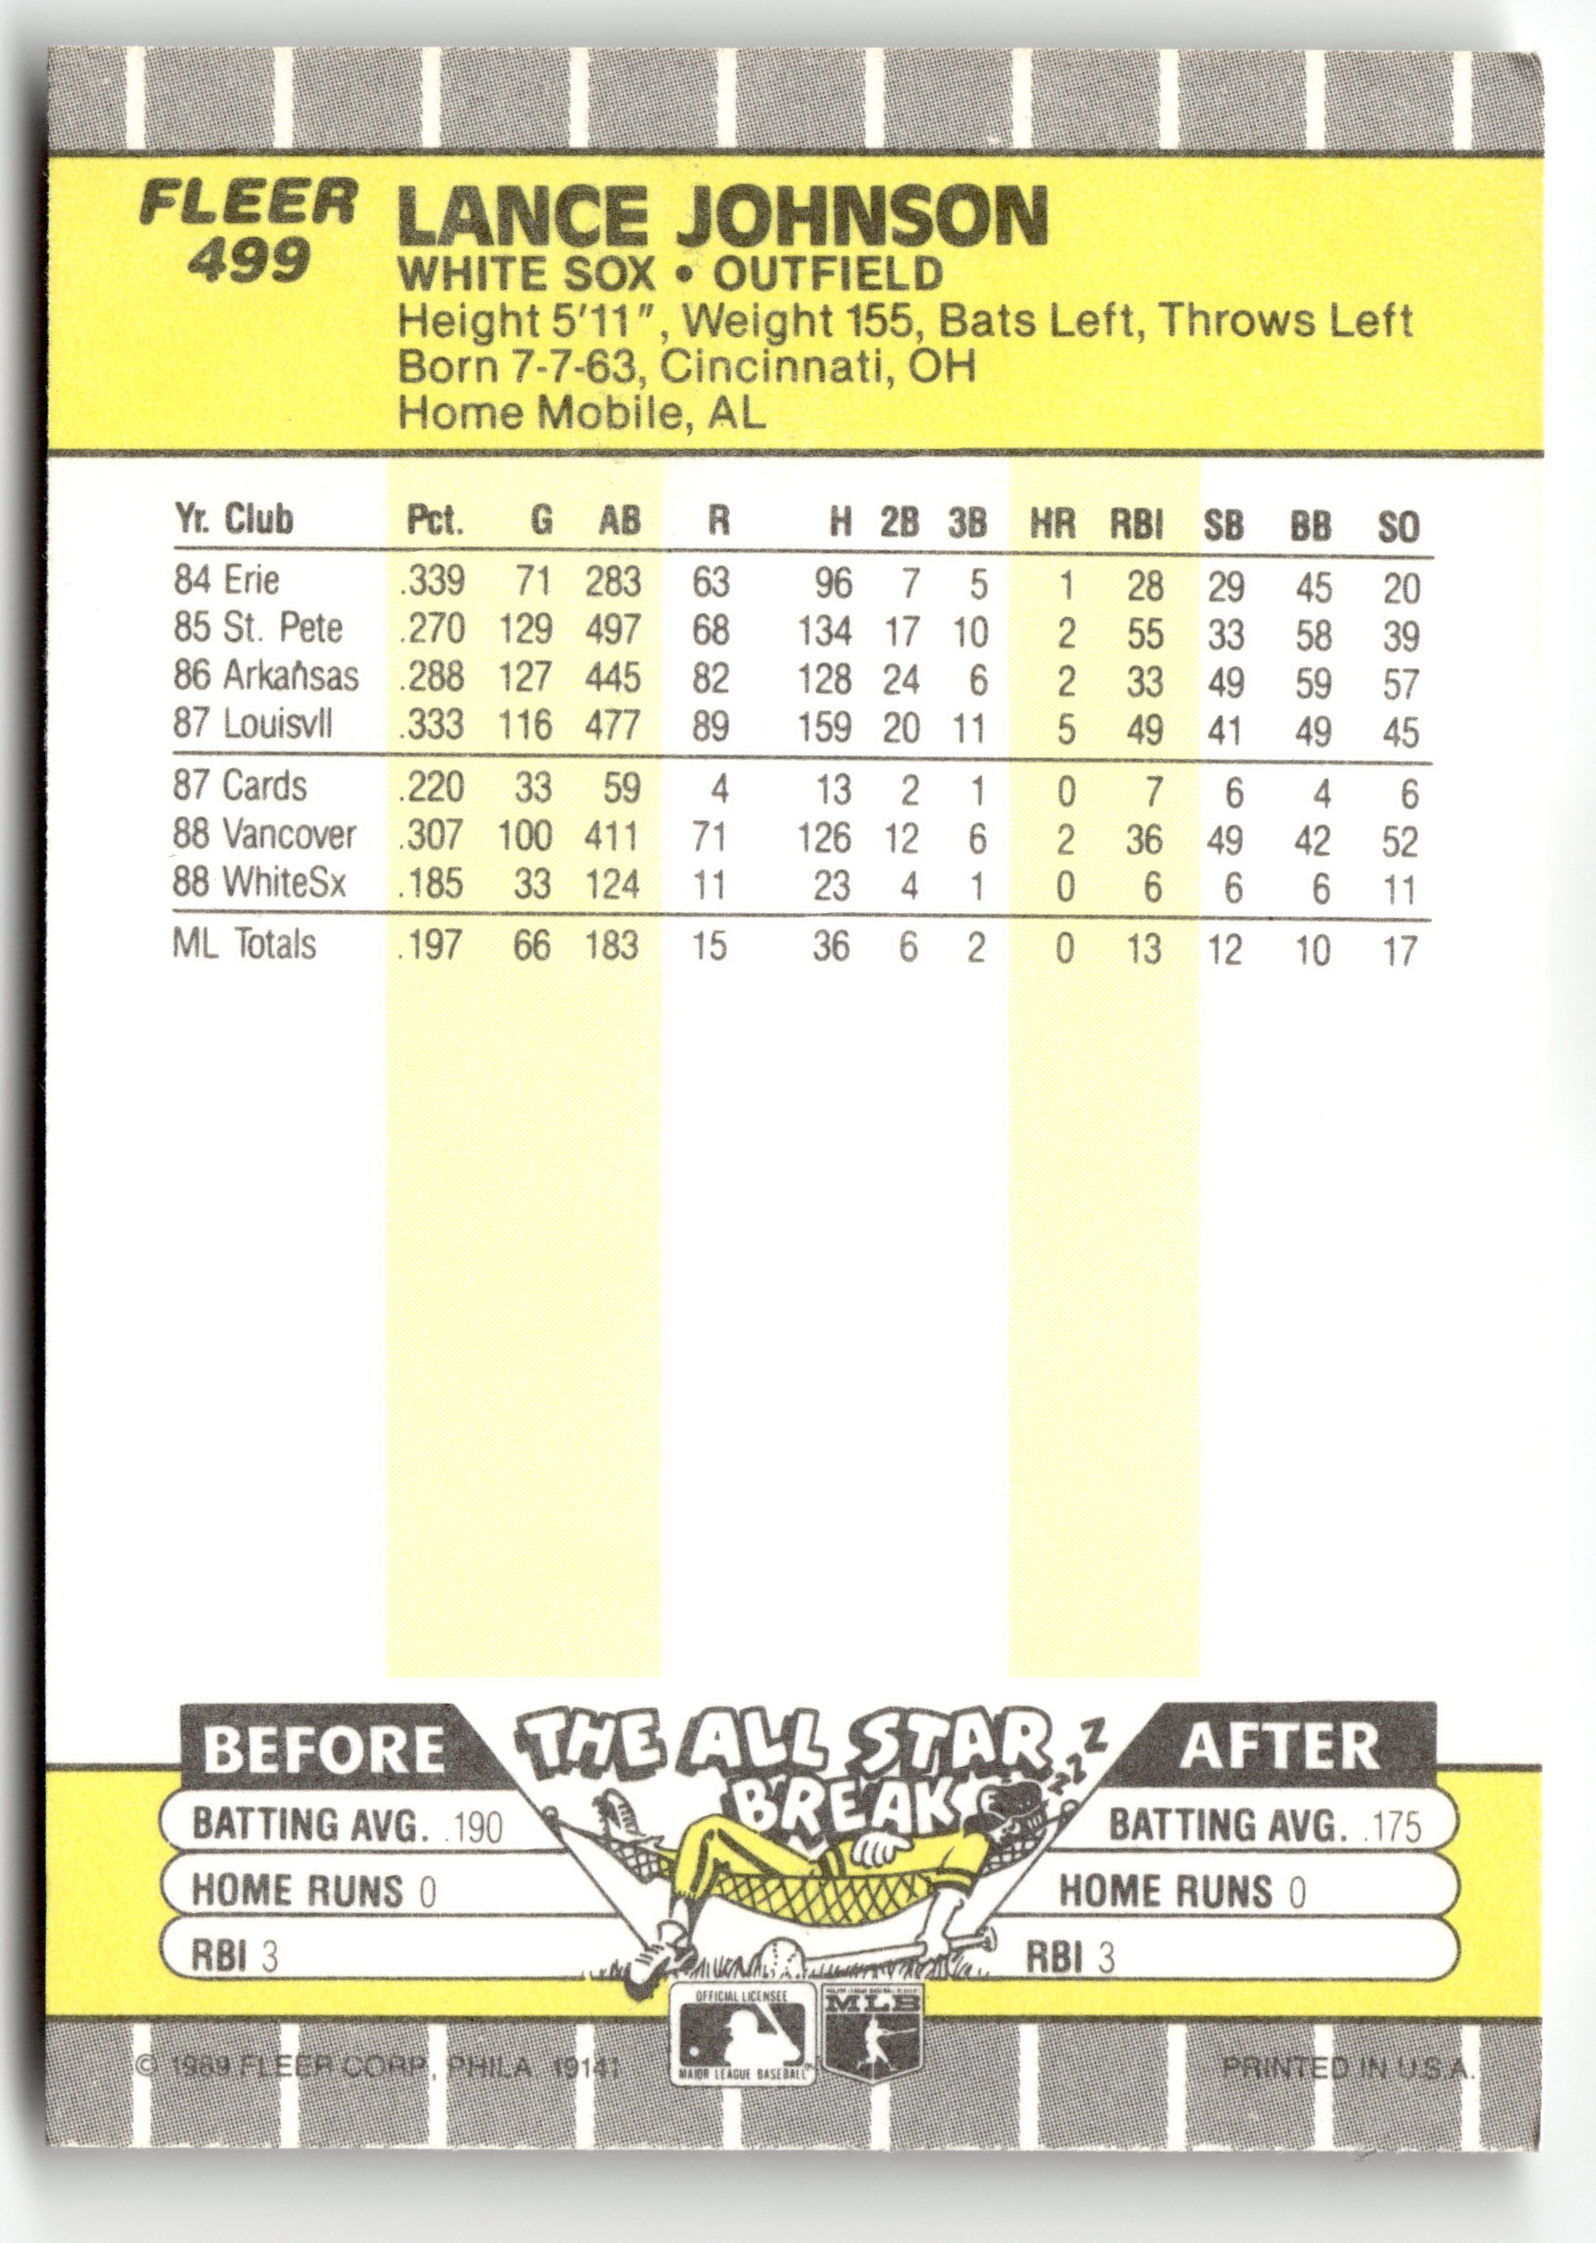 FLEER
499
LANCE JOHNSON
WHITE SOX • OUTFIELD
Height 5'11", Weight 155, Bats Left, Throws Left
Born 7-7-63, Cincinnati, OH
Home Mobile, AL
Yr. Club Pct. G AB R H 2B 3B HR RBI SB BB SO
84 Erie .339 71 283 63 96 7 5 1 28 29 45 20
85 St. Pete .270 129 497 68 134 17 10 2 55 33 58 39
86 Arkansas .288 127 445 82 128 24 6 2 33 49 59 57
87 Louisvll .333 116 477 89 159 20 11 5 49 41 49 45
87 Cards .220 33 59 4 13 2 1 0 7 6 4 6
88 Vancover .307 100 411 71 126 12 6 2 36 49 42 52
88 WhiteSx .185 33 124 11 23 4 1 0 6 6 6 11
ML Totals .197 66 183 15 36 6 2 0 13 12 10 17
BEFORE THE ALL STAR BREAK ZZZZ AFTER
BATTING AVG. .190 BATTING AVG. .175
HOME RUNS 0 HOME RUNS 0
RBI 3 RBI 3
OFFICIAL LICENSEE
MAJOR LEAGUE BASEBALL
MLB
© 1989 FLEER CORP., PHILA. 19141 PRINTED IN U.S.A.